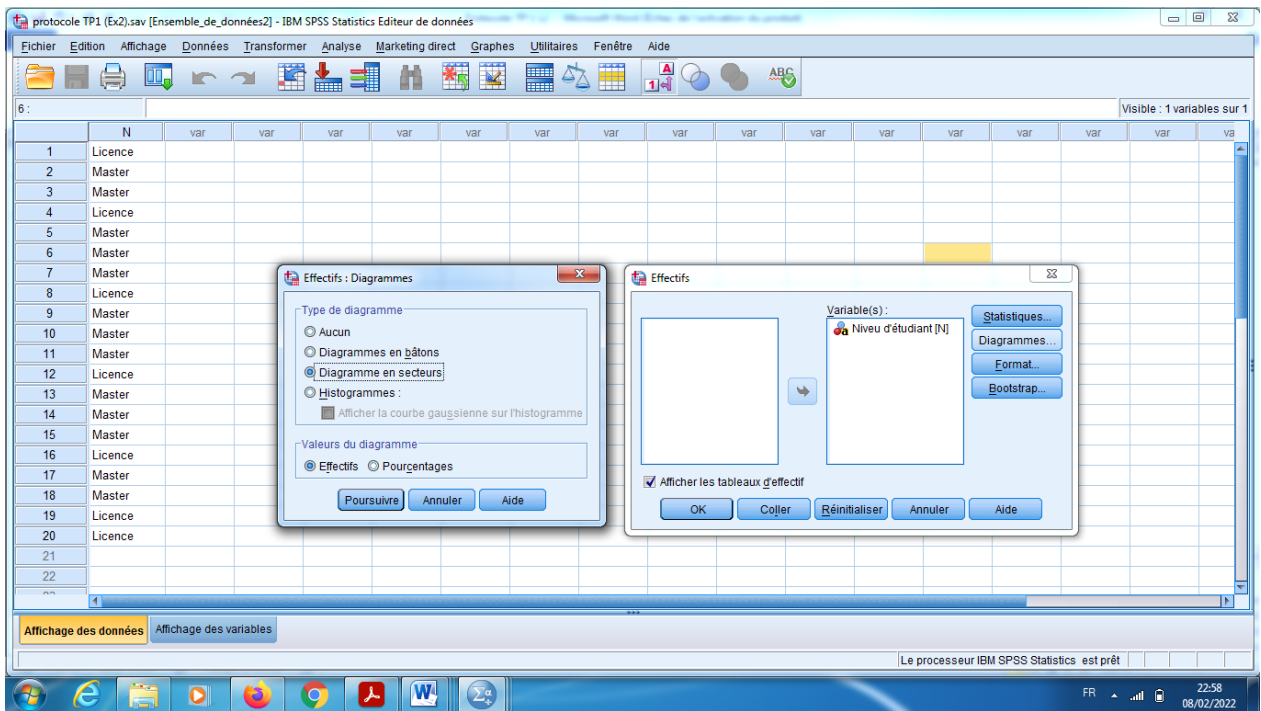 protocole TP1 (Ex2).sav [Ensemble_de_données2] - IBM SPSS Statistics Editeur de données
Fichier Edition Affichage Données Transformer Analyse Marketing direct Graphes Utilitaires Fenêtre Aide
6 :
Visible : 1 variables sur 1
N var var var var var var var var var var var var var var var va
1 Licence
2 Master
3 Master
4 Licence
5 Master
6 Master
7 Master
8 Licence
9 Master
10 Master
11 Master
12 Licence
13 Master
14 Master
15 Master
16 Licence
17 Master
18 Master
19 Licence
20 Licence
21
22
Effectifs : Diagrammes
Type de diagramme
Aucun
Diagrammes en bâtons
Diagramme en secteurs
Histogrammes :
Afficher la courbe gaussienne sur l'histogramme
Valeurs du diagramme
Effectifs Pourcentages
Poursuivre Annuler Aide
Effectifs
Variable(s) :
Niveu d'étudiant [N]
Statistiques...
Diagrammes...
Format...
Bootstrap...
Afficher les tableaux d'effectif
OK Coller Réinitialiser Annuler Aide
Affichage des données Affichage des variables
Le processeur IBM SPSS Statistics est prêt
FR
22:58
08/02/2022